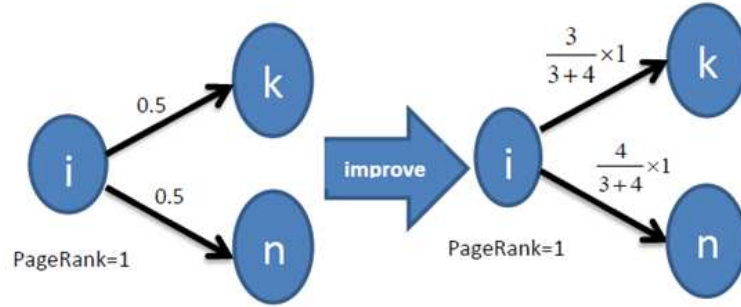 k
0.5
i
0.5
n
PageRank=1
improve
3
3+4
×1
k
i
4
3+4
×1
n
PageRank=1